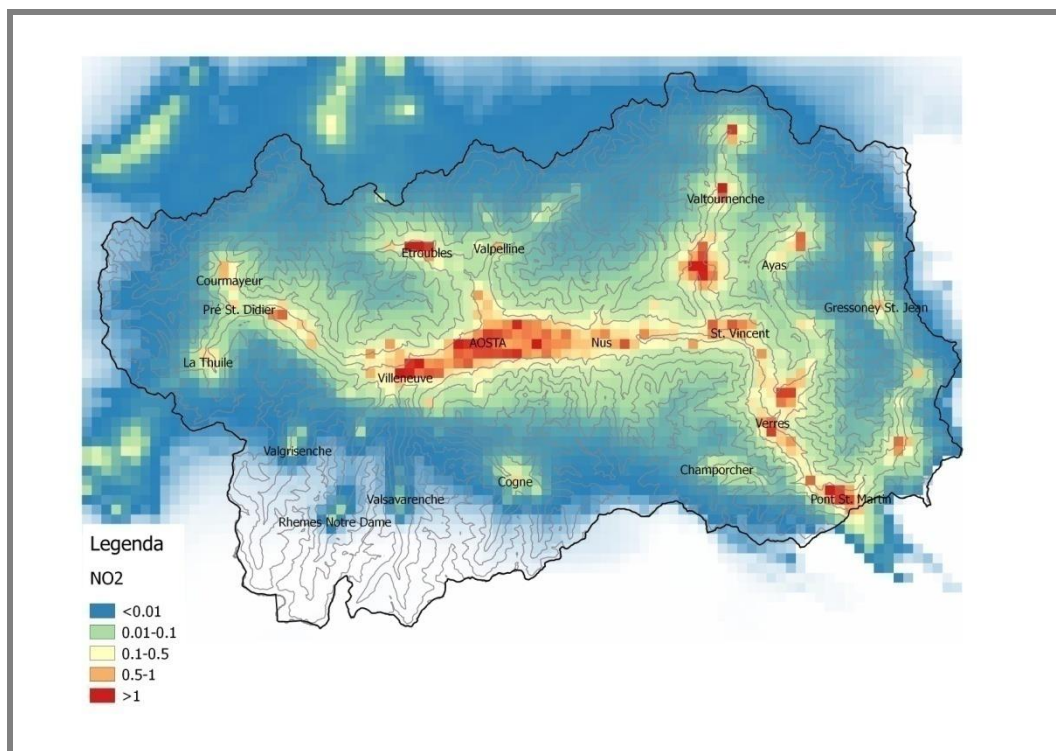 Valtournenche
Etroubles
Valpelline
Ayas
Courmayeur
Pré St. Didier
Gressoney St. Jean
La Thuile
AOSTA
Nus
St. Vincent
Villeneuve
Verres
Valgrisenche
Champorcher
Cogne
Valsavarenche
Pont St. Martin
Rhemes Notre Dame
Legenda
NO2
<0.01
0.01-0.1
0.1-0.5
0.5-1
>1